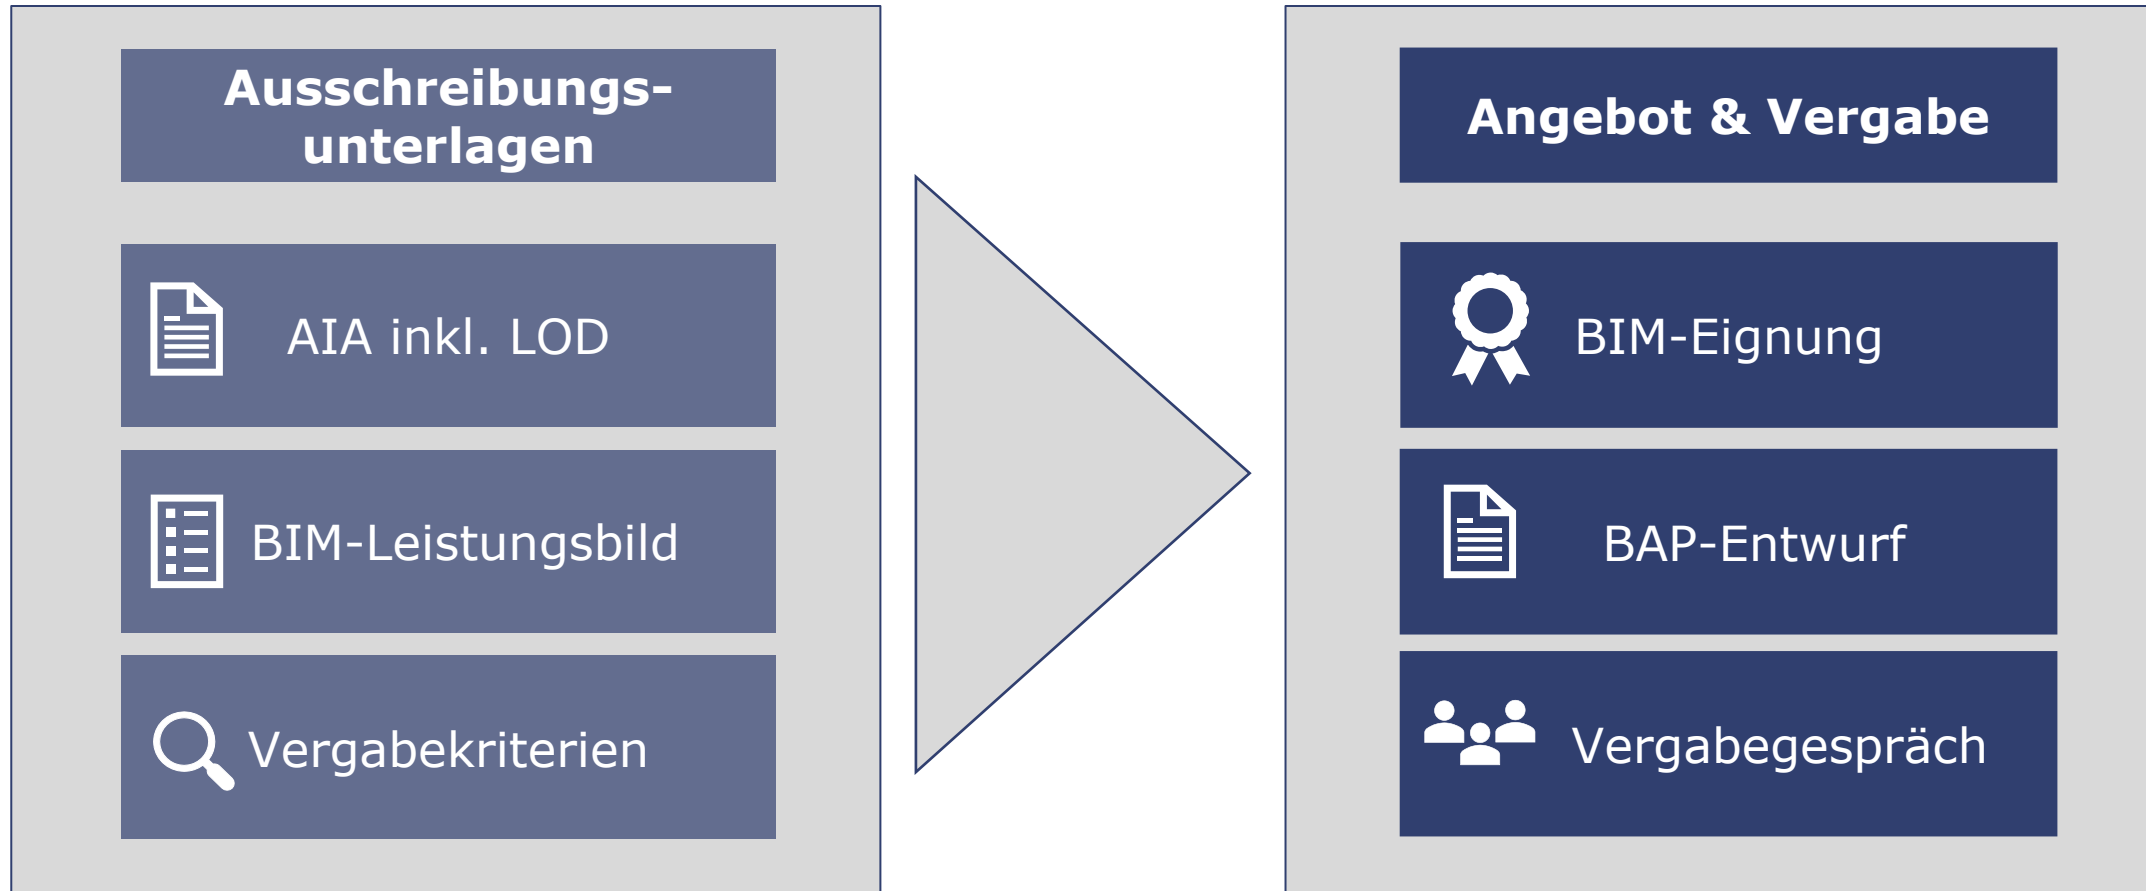 Ausschreibungs-
unterlagen
AIA inkl. LOD
BIM-Leistungsbild
Vergabekriterien
Angebot & Vergabe
BIM-Eignung
BAP-Entwurf
Vergabegespräch